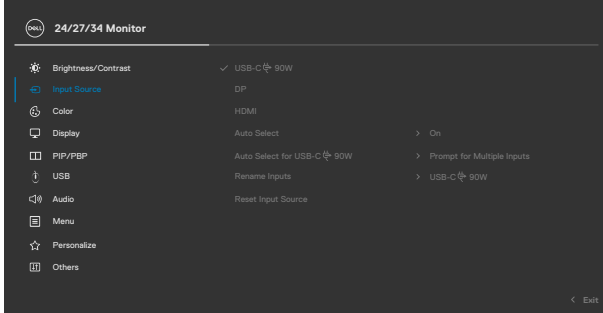 DELL 24/27/34 Monitor
Brightness/Contrast USB-C 90W
Input Source DP
Color HDMI
Display Auto Select On
PIP/PBP Auto Select for USB-C 90W Prompt for Multiple Inputs
USB Rename Inputs USB-C 90W
Audio Reset Input Source
Menu
Personalize
Others
Exit